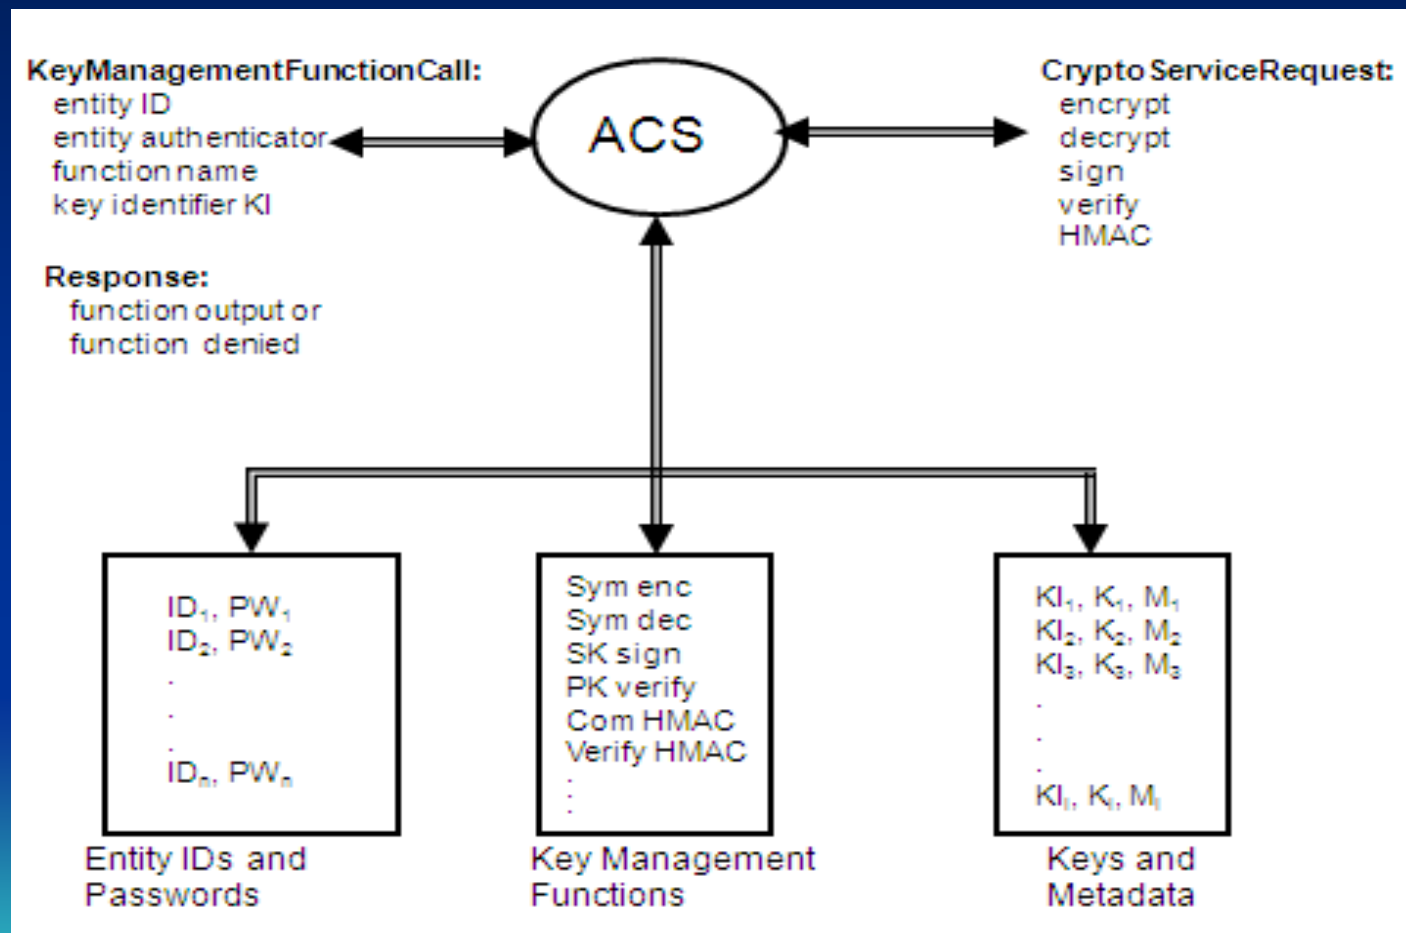 KeyManagementFunctionCall:
entity ID
entity authenticator
function name
key identifier KI
Response:
function output or
function denied
ACS
Crypto ServiceRequest:
encrypt
decrypt
sign
verify
HMAC
ID₁, PW₁
ID₂, PW₂
.
.
.
IDₙ, PWₙ
Entity IDs and
Passwords
Sym enc
Sym dec
SK sign
PK verify
Com HMAC
Verify HMAC
.
.
.
Key Management
Functions
KI₁, K₁, M₁
KI₂, K₂, M₂
KI₃, K₃, M₃
.
.
.
KIₗ, Kₗ, Mₗ
Keys and
Metadata